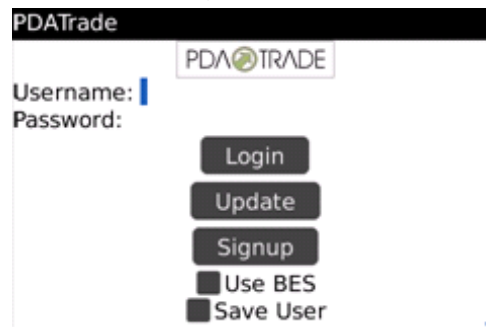 PDATrade
PDA TRADE
Username:
Password:
Login
Update
Signup
Use BES
Save User